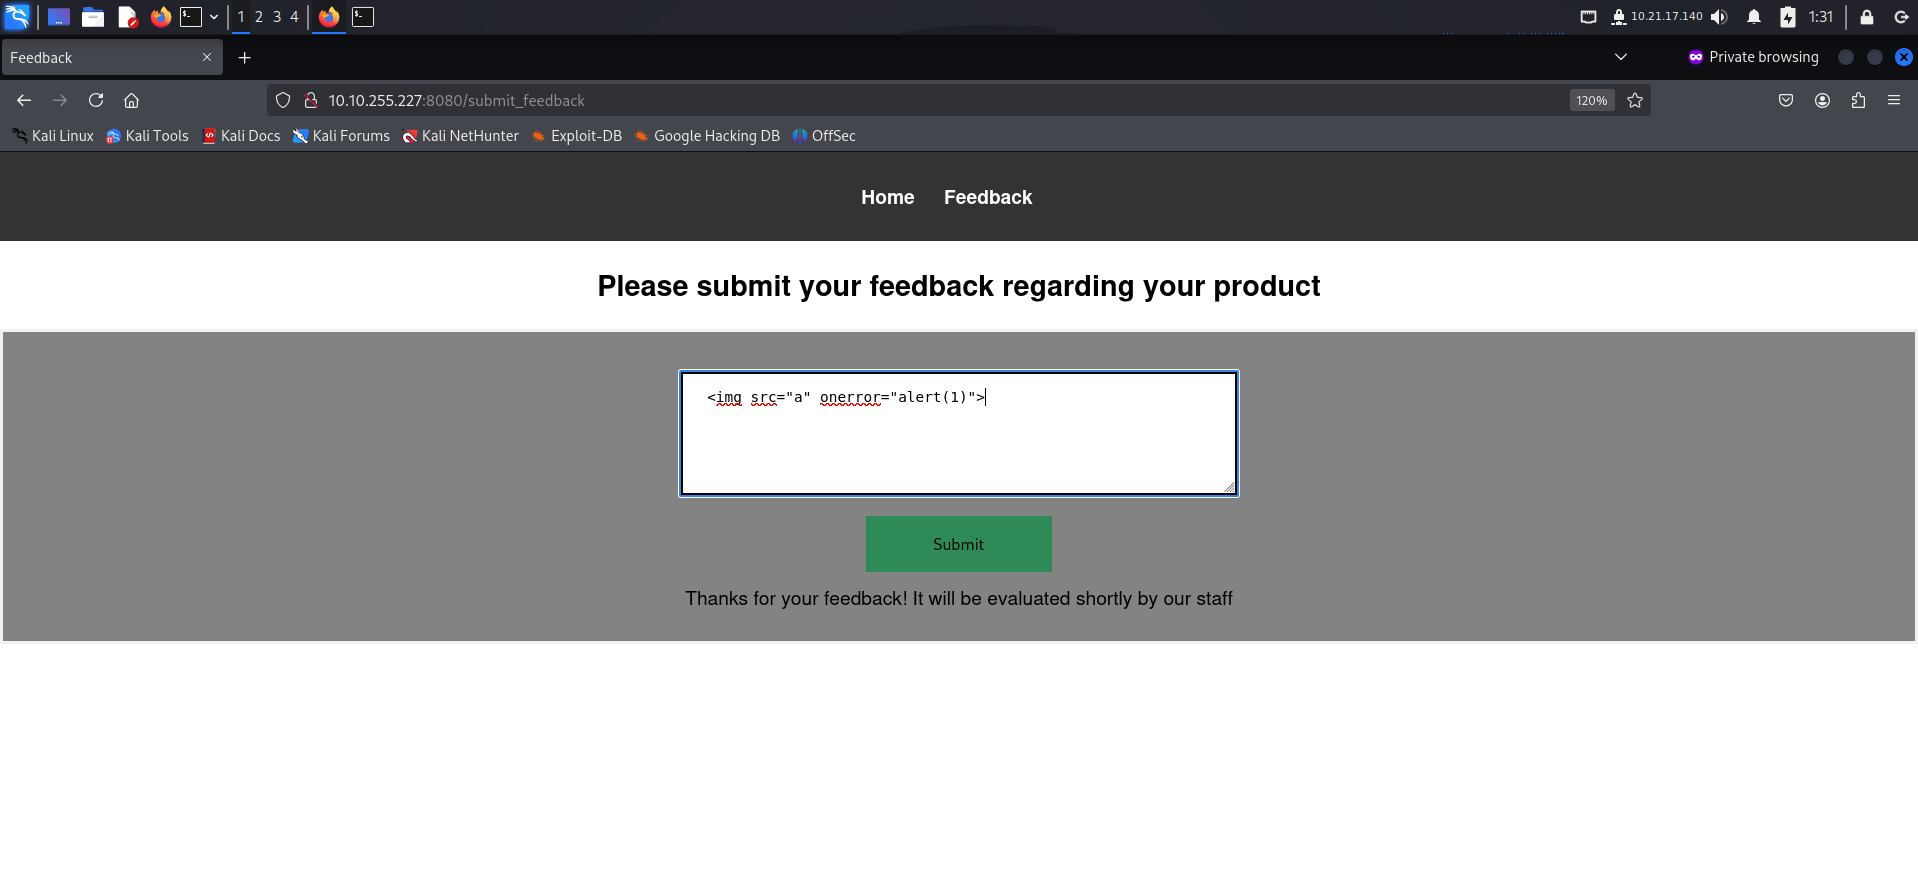 1 2 3 4 10.21.17.140 1:31
Feedback Private browsing
10.10.255.227:8080/submit_feedback 120%
Kali Linux Kali Tools Kali Docs Kali Forums Kali NetHunter Exploit-DB Google Hacking DB OffSec
Home Feedback
Please submit your feedback regarding your product
<img src="a" onerror="alert(1)">
Submit
Thanks for your feedback! It will be evaluated shortly by our staff